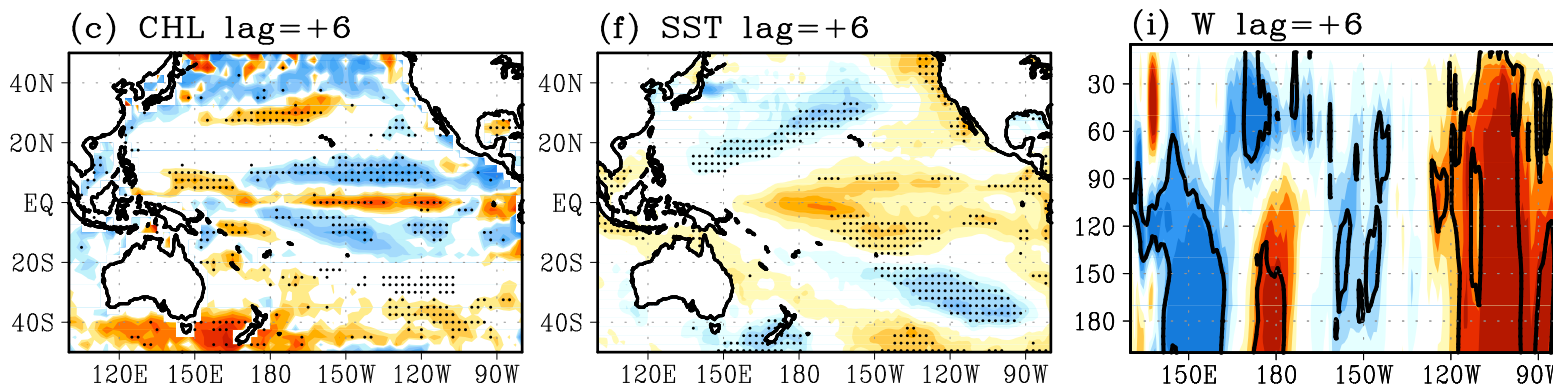 (c) CHL lag=+6
40N
20N
EQ
20S
40S
120E 150E 180 150W 120W 90W
(f) SST lag=+6
40N
20N
EQ
20S
40S
120E 150E 180 150W 120W 90W
(i) W lag=+6
30
60
90
120
150
180
150E 180 150W 120W 90W